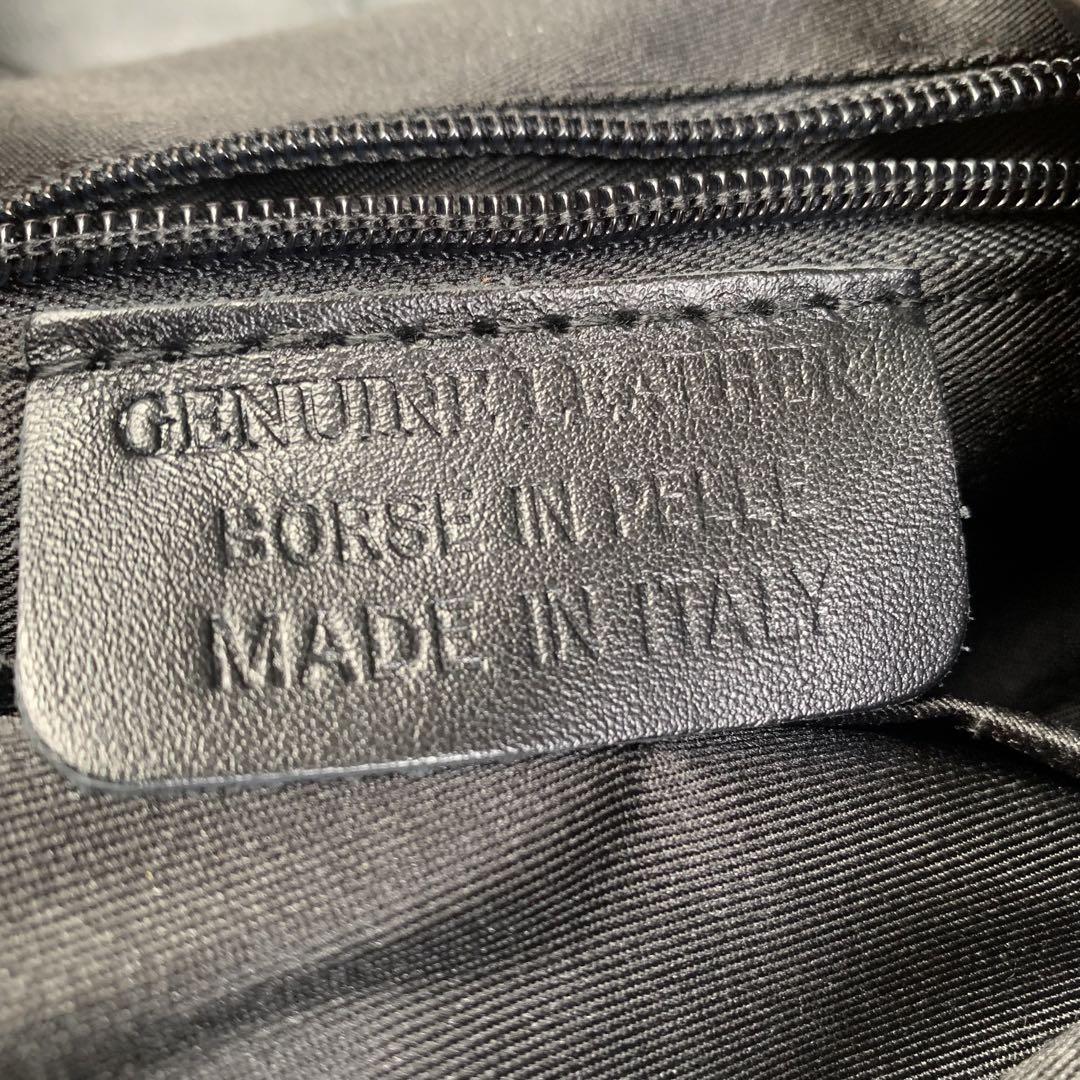 GENUINE LEATHER
BORSE IN PELLE
MADE IN ITALY